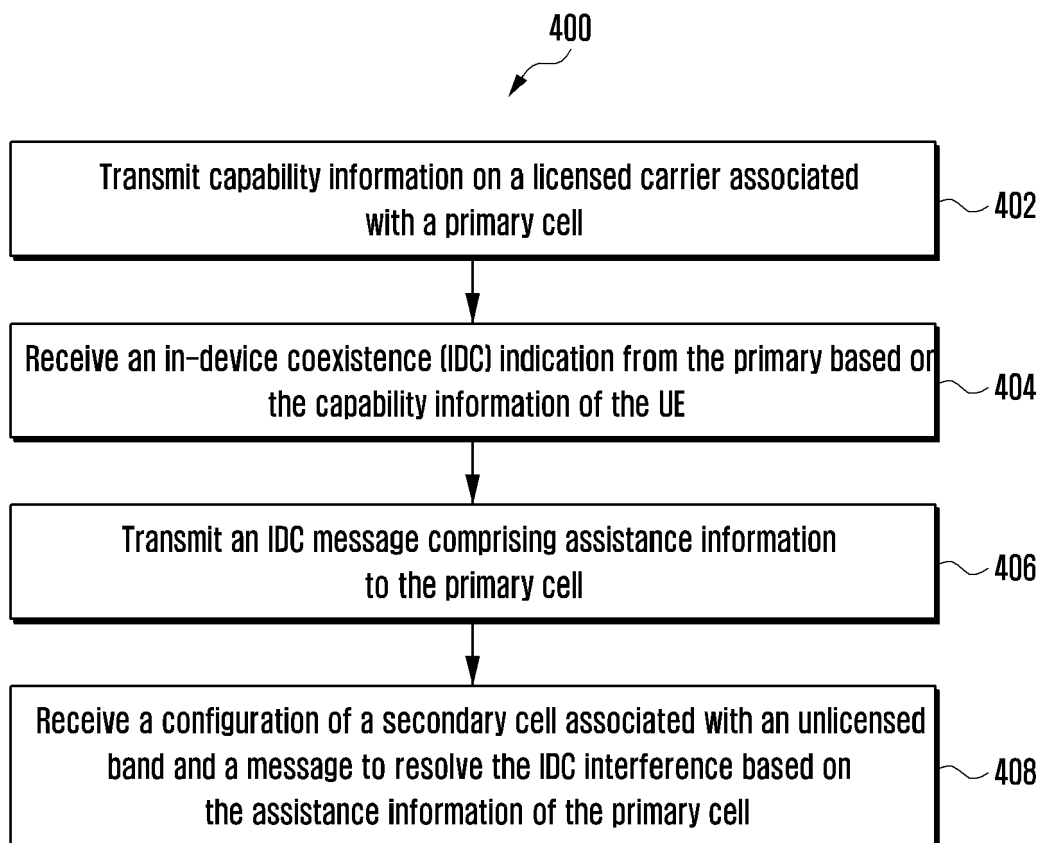 400
Transmit capability information on a licensed carrier associated
with a primary cell
402
Receive an in-device coexistence (IDC) indication from the primary based on
the capability information of the UE
404
Transmit an IDC message comprising assistance information
to the primary cell
406
Receive a configuration of a secondary cell associated with an unlicensed
band and a message to resolve the IDC interference based on
the assistance information of the primary cell
408